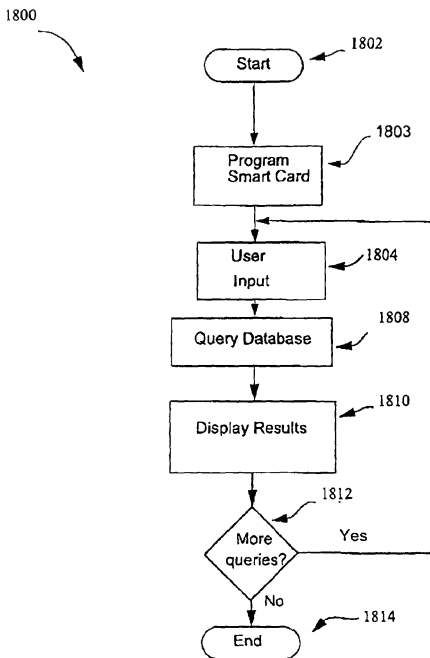 1800
Start
1802
Program
Smart Card
1803
User
Input
1804
Query Database
1808
Display Results
1810
More
queries?
1812
Yes
No
End
1814